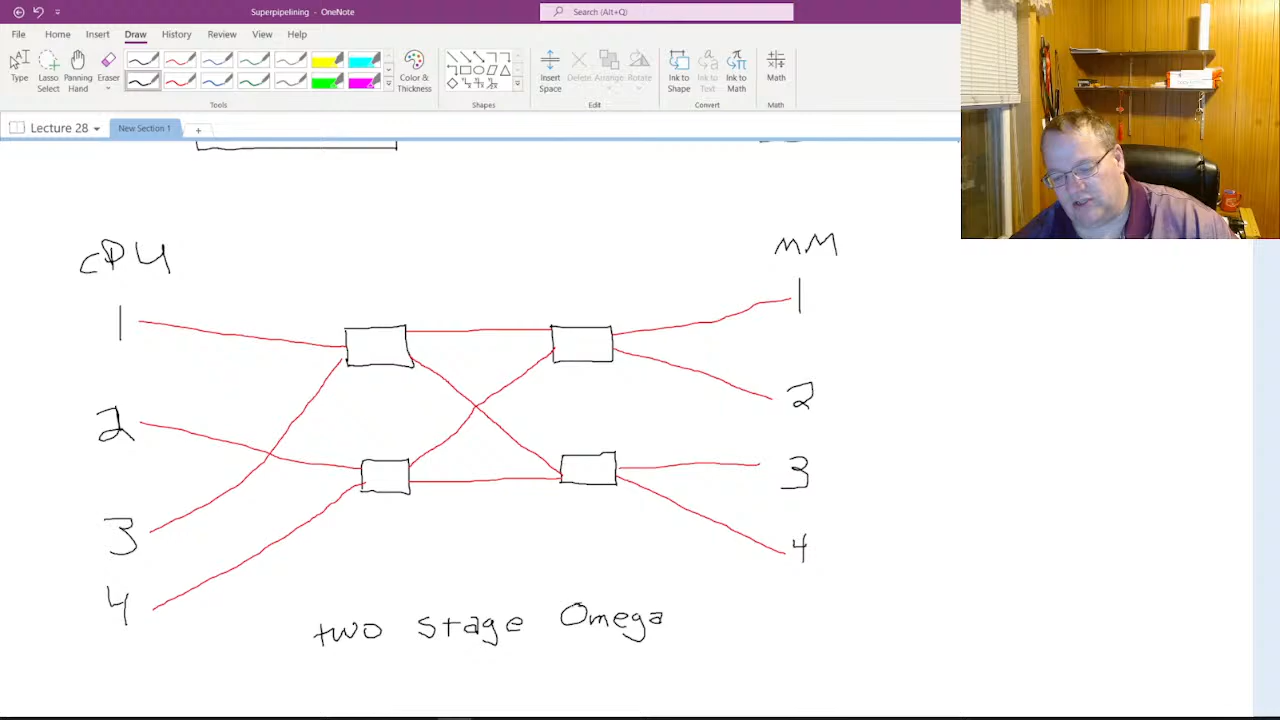 Superpipelining - OneNote
Search (Alt+Q)
File Home Insert Draw History Review View Help
Type
Lasso Select
Panning Hand
Eraser
Color & Thickness
Insert Space
Delete
Arrange
Rotate
Ink to Shape
Ink to Text
Ink to Math
Math
Tools
Shapes
Edit
Convert
Math
Lecture 28
New Section 1
+
CPU
MM
1
1
2
2
3
3
4
4
two stage Omega